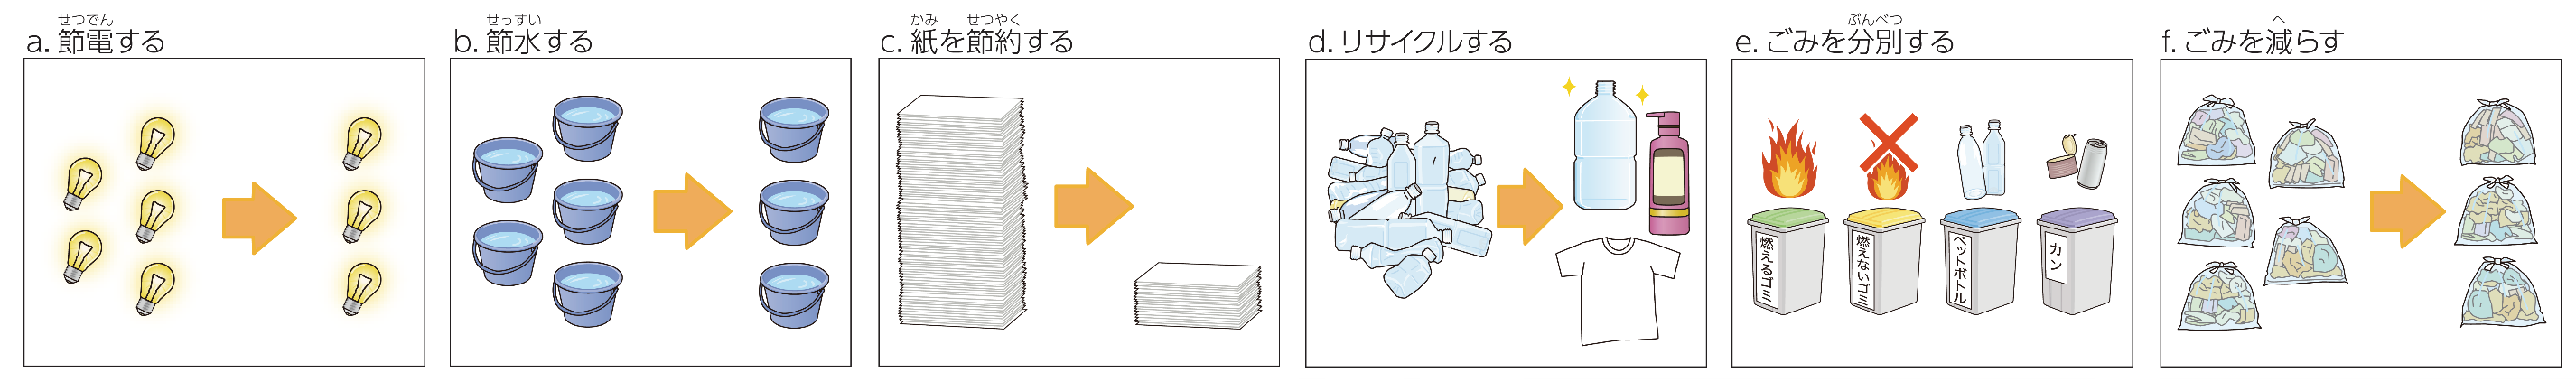 せつでん
a. 節電する
せっすい
b. 節水する
かみ せつやく
c. 紙を節約する
d. リサイクルする
ぶんべつ
e. ごみを分別する
へ
f. ごみを減らす
燃えるゴミ
燃えないゴミ
ペットボトル
カン